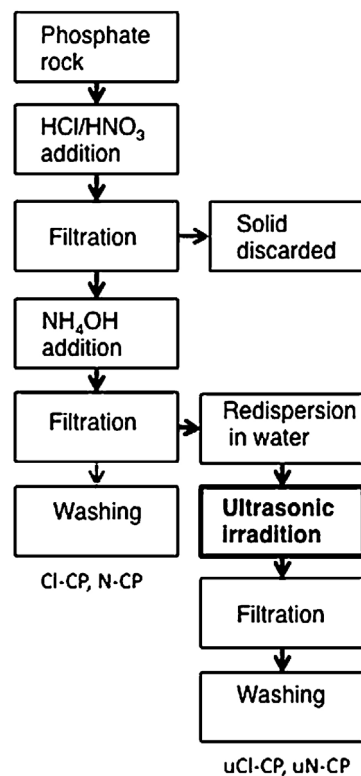 Phosphate
rock
HCl/HNO₃
addition
Filtration
Solid
discarded
NH₄OH
addition
Filtration
Redispersion
in water
Washing
Ultrasonic
irradition
Cl-CP, N-CP
Filtration
Washing
uCl-CP, uN-CP